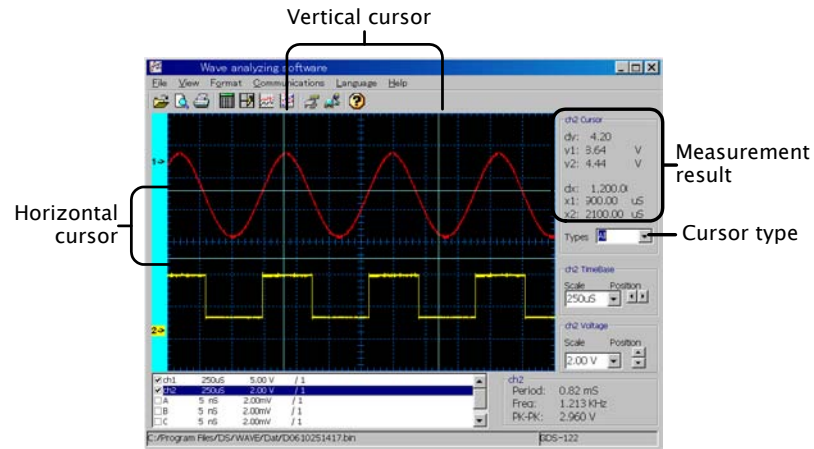 Vertical cursor
Wave analyzing software
File View Format Communications Language Help
ch2 Cursor
dv: 4.20
v1: 8.64 V
v2: 4.44 V
dx: 1,200.0
x1: 900.00 uS
x2: 2100.00 uS
Measurement
result
Horizontal
cursor
Types All
Cursor type
ch2 TimeBase
Scale Position
250uS
ch2 Voltage
Scale Position
2.00 V
1
2
ch1 250uS 5.00 V / 1
ch2 250uS 2.00 V / 1
A 5 nS 2.00mV / 1
B 5 nS 2.00mV / 1
C 5 nS 2.00mV / 1
ch2
Period: 0.82 mS
Freq: 1.213 KHz
PK-PK: 2.960 V
C:/Program Files/DS/WAVE/Dat/D0610251417.bin
GDS-122